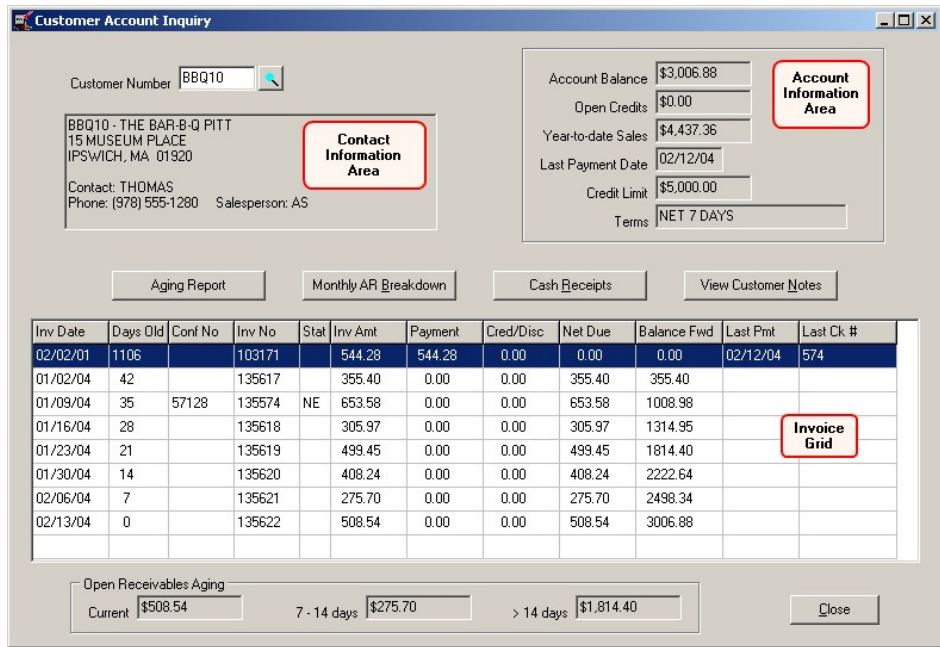 Customer Account Inquiry
Customer Number BBQ10
BBQ10 - THE BAR-B-Q PITT
15 MUSEUM PLACE
IPSWICH, MA 01920
Contact: THOMAS
Phone: (978) 555-1280 Salesperson: AS
Contact
Information
Area
Account Balance $3,006.88
Open Credits $0.00
Year-to-date Sales $4,437.36
Last Payment Date 02/12/04
Credit Limit $5,000.00
Terms NET 7 DAYS
Account
Information
Area
Aging Report Monthly AR Breakdown Cash Receipts View Customer Notes
Inv Date Days Old Conf No Inv No Stat Inv Amt Payment Cred/Disc Net Due Balance Fwd Last Pmt Last Ck #
02/02/01 1106 103171 544.28 544.28 0.00 0.00 0.00 02/12/04 574
01/02/04 42 135617 355.40 0.00 0.00 355.40 355.40
01/09/04 35 57128 135574 NE 653.58 0.00 0.00 653.58 1008.98
01/16/04 28 135618 305.97 0.00 0.00 305.97 1314.95
01/23/04 21 135619 499.45 0.00 0.00 499.45 1814.40
01/30/04 14 135620 408.24 0.00 0.00 408.24 2222.64
02/06/04 7 135621 275.70 0.00 0.00 275.70 2498.34
02/13/04 0 135622 508.54 0.00 0.00 508.54 3006.88
Invoice
Grid
Open Receivables Aging
Current $508.54 7 - 14 days $275.70 > 14 days $1,814.40
Close